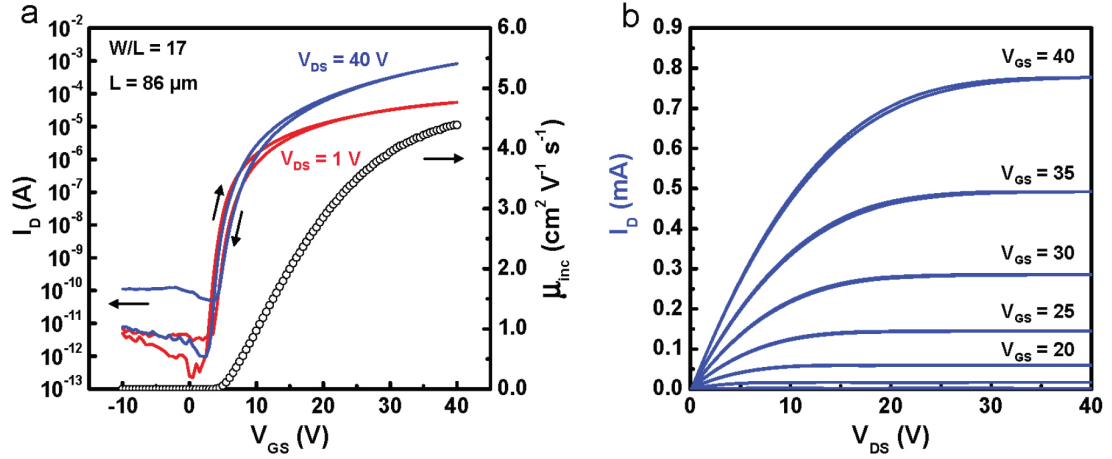 a
10⁻²
10⁻³
10⁻⁴
10⁻⁵
10⁻⁶
10⁻⁷
10⁻⁸
10⁻⁹
10⁻¹⁰
10⁻¹¹
10⁻¹²
10⁻¹³
I_D (A)
W/L = 17
L = 86 μm
V_DS = 40 V
V_DS = 1 V
6.0
5.0
4.0
3.0
2.0
1.0
0.0
μ_inc (cm² V⁻¹ s⁻¹)
-10 0 10 20 30 40
V_GS (V)
b
0.9
0.8
0.7
0.6
0.5
0.4
0.3
0.2
0.1
0.0
I_D (mA)
V_GS = 40
V_GS = 35
V_GS = 30
V_GS = 25
V_GS = 20
0 10 20 30 40
V_DS (V)